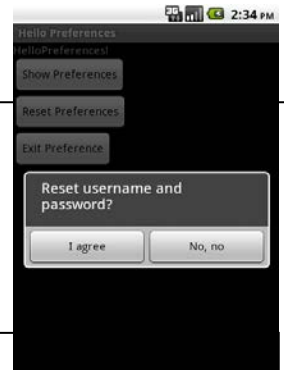 3G 2:34 PM
Hello Preferences
HelloPreferences!
Show Preferences
Reset Preferences
Exit Preference
Reset username and
password?
I agree No, no